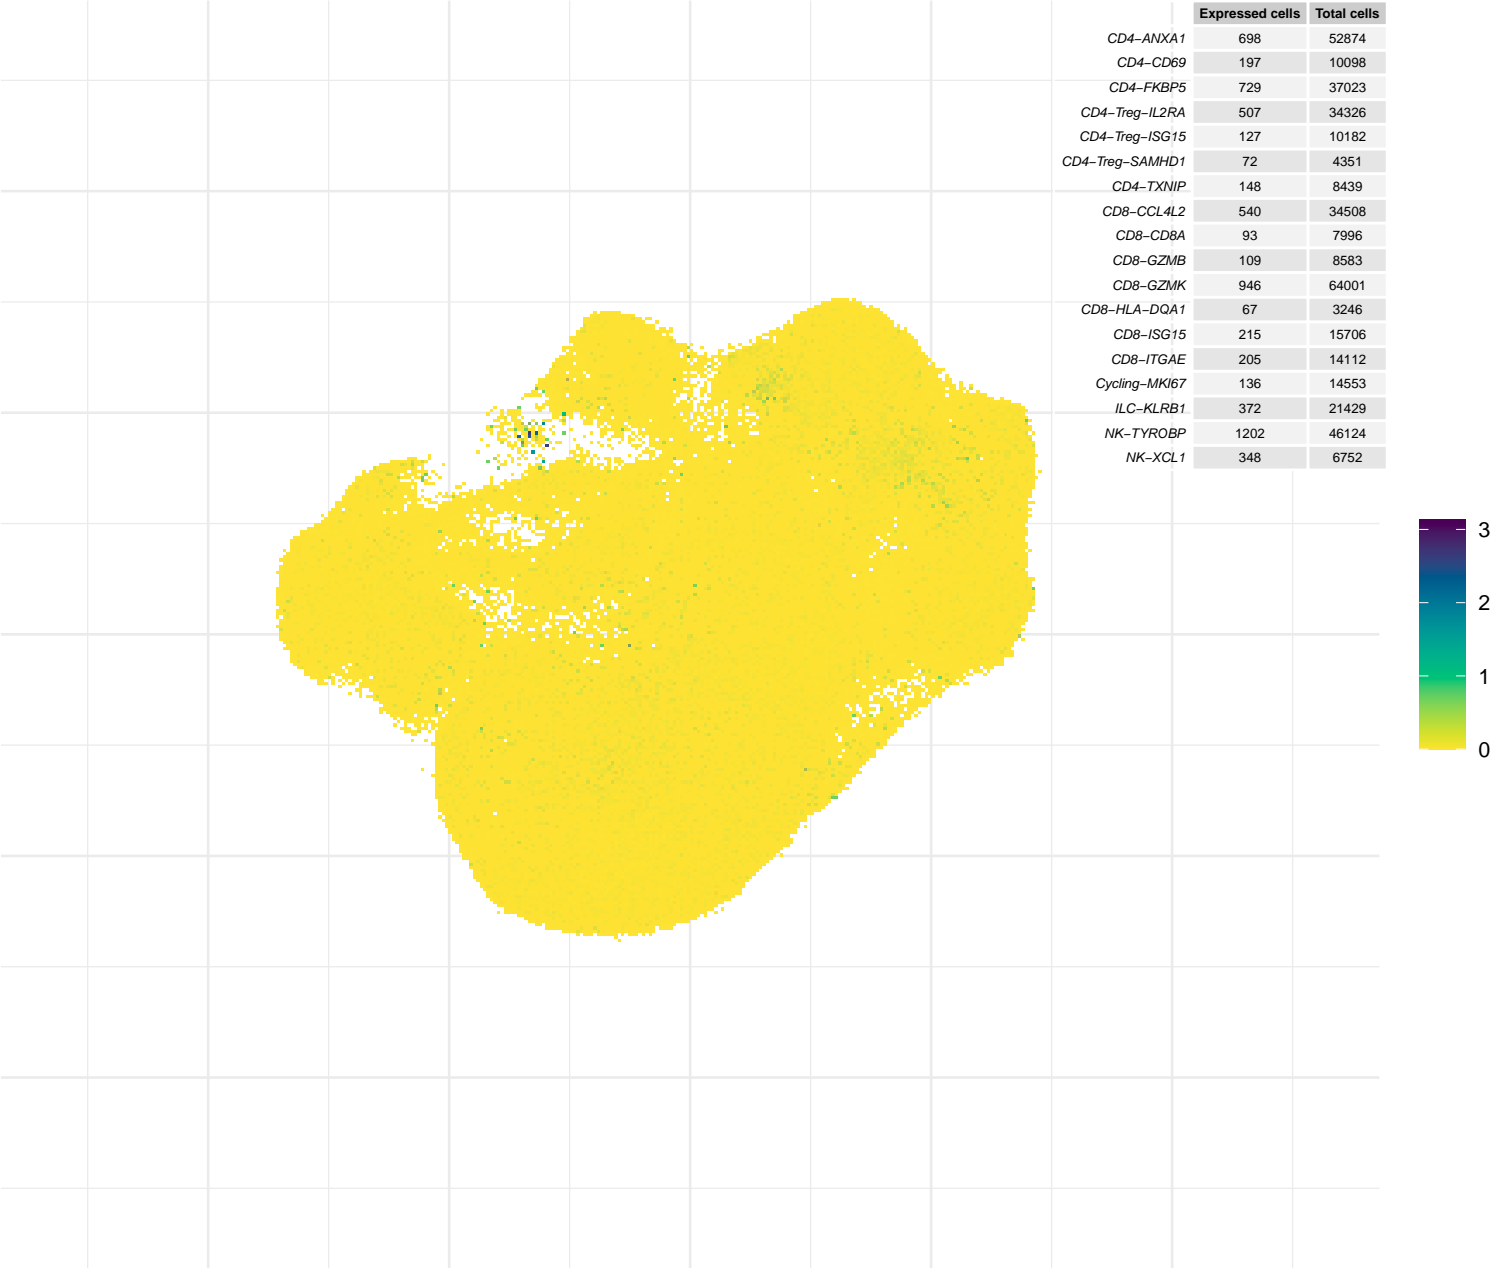 Expressed cells Total cells
CD4−ANXA1 698 52874
CD4−CD69 197 10098
CD4−FKBP5 729 37023
CD4−Treg−IL2RA 507 34326
CD4−Treg−ISG15 127 10182
CD4−Treg−SAMHD1 72 4351
CD4−TXNIP 148 8439
CD8−CCL4L2 540 34508
CD8−CD8A 93 7996
CD8−GZMB 109 8583
CD8−GZMK 946 64001
CD8−HLA−DQA1 67 3246
CD8−ISG15 215 15706
CD8−ITGAE 205 14112
Cycling−MKI67 136 14553
ILC−KLRB1 372 21429
NK−TYROBP 1202 46124
NK−XCL1 348 6752
3
2
1
0